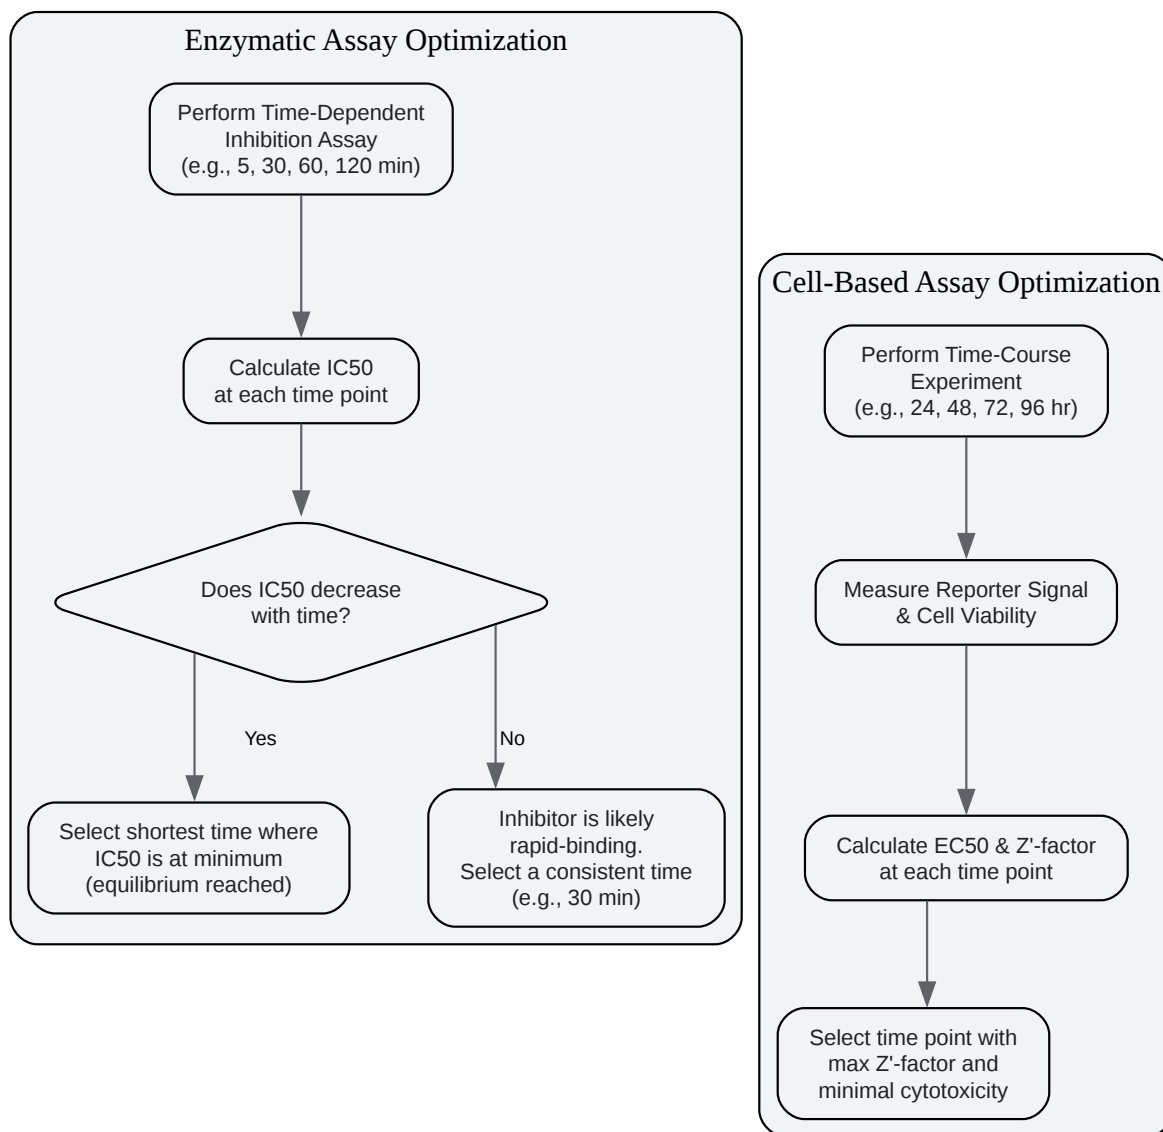 Enzymatic Assay Optimization
Perform Time-Dependent
Inhibition Assay
(e.g., 5, 30, 60, 120 min)
Calculate IC50
at each time point
Does IC50 decrease
with time?
Yes
No
Select shortest time where
IC50 is at minimum
(equilibrium reached)
Inhibitor is likely
rapid-binding.
Select a consistent time
(e.g., 30 min)
Cell-Based Assay Optimization
Perform Time-Course
Experiment
(e.g., 24, 48, 72, 96 hr)
Measure Reporter Signal
& Cell Viability
Calculate EC50 & Z'-factor
at each time point
Select time point with
max Z'-factor and
minimal cytotoxicity